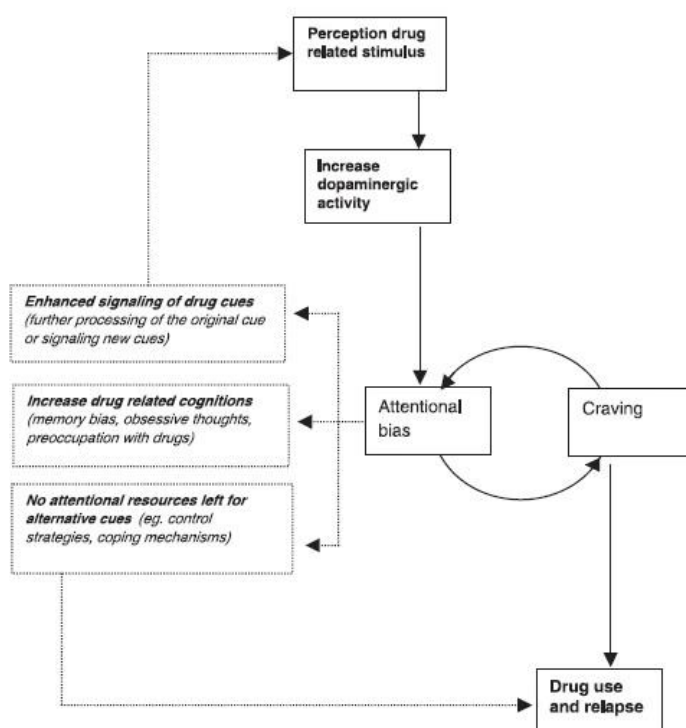 Perception drug
related stimulus
Increase
dopaminergic
activity
Enhanced signaling of drug cues
(further processing of the original cue
or signaling new cues)
Increase drug related cognitions
(memory bias, obsessive thoughts,
preoccupation with drugs)
No attentional resources left for
alternative cues (eg. control
strategies, coping mechanisms)
Attentional
bias
Craving
Drug use
and relapse